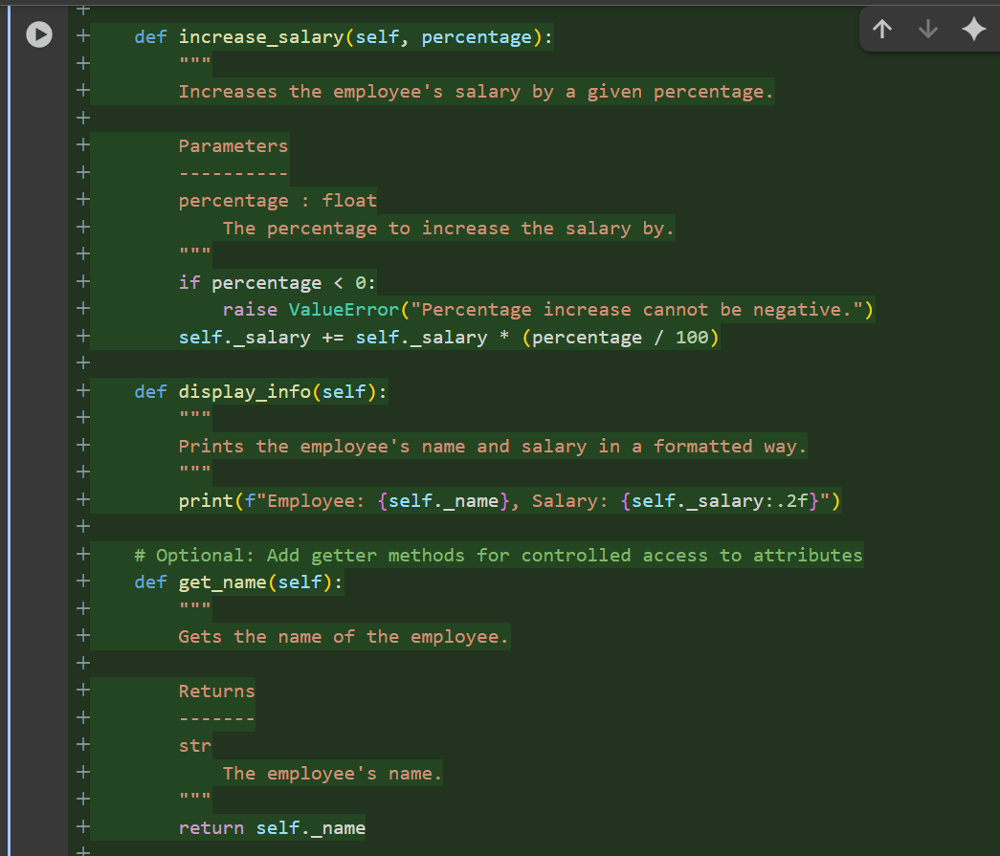 +
+    def increase_salary(self, percentage):
+        """
+        Increases the employee's salary by a given percentage.
+
+        Parameters
+        ----------
+        percentage : float
+            The percentage to increase the salary by.
+        """
+        if percentage < 0:
+            raise ValueError("Percentage increase cannot be negative.")
+        self._salary += self._salary * (percentage / 100)
+
+    def display_info(self):
+        """
+        Prints the employee's name and salary in a formatted way.
+        """
+        print(f"Employee: {self._name}, Salary: {self._salary:.2f}")
+
+    # Optional: Add getter methods for controlled access to attributes
+    def get_name(self):
+        """
+        Gets the name of the employee.
+
+        Returns
+        -------
+        str
+            The employee's name.
+        """
+        return self._name
+